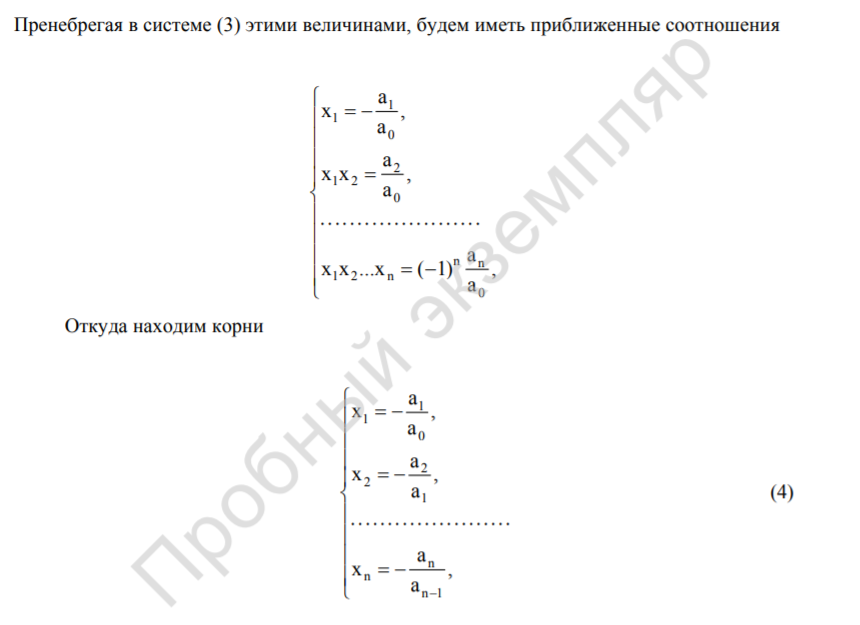 Пренебрегая в системе (3) этими величинами, будем иметь приближенные соотношения
x₁ = −a₁/a₀,
x₁x₂ = a₂/a₀,
.......................
x₁x₂...xₙ = (−1)ⁿ aₙ/a₀,
Откуда находим корни
x₁ = −a₁/a₀,
x₂ = −a₂/a₁,
(4)
.......................
xₙ = −aₙ/aₙ₋₁,
Пробный экземпляр